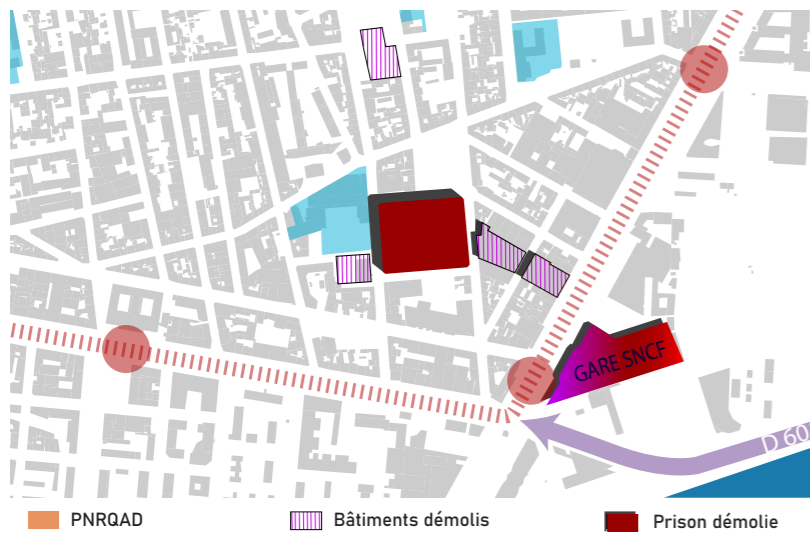 GARE SNCF
D 60
PNRQAD
Bâtiments démolis
Prison démolie